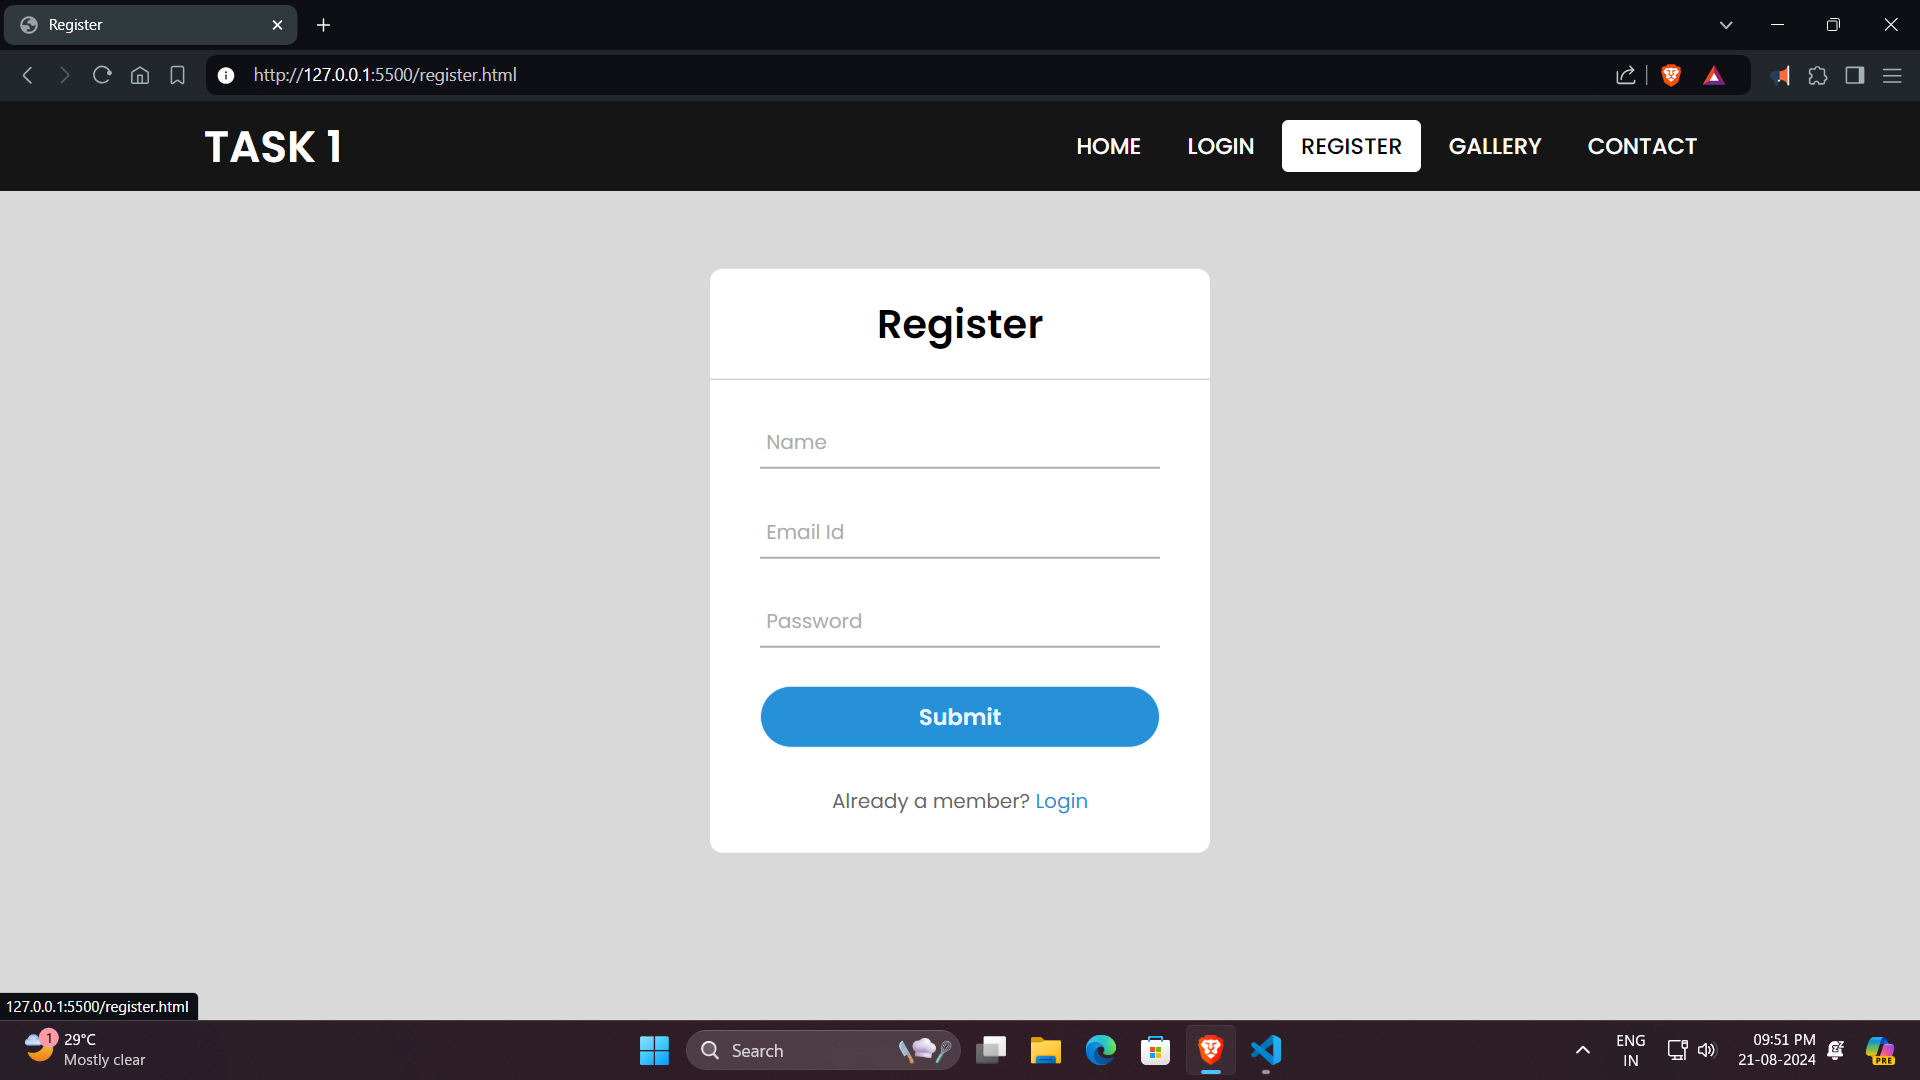 Register
http://127.0.0.1:5500/register.html
TASK 1
HOME
LOGIN
REGISTER
GALLERY
CONTACT
Register
Name
Email Id
Password
Submit
Already a member? Login
127.0.0.1:5500/register.html
1
29°C
Mostly clear
Search
ENG
IN
09:51 PM
21-08-2024
PRE